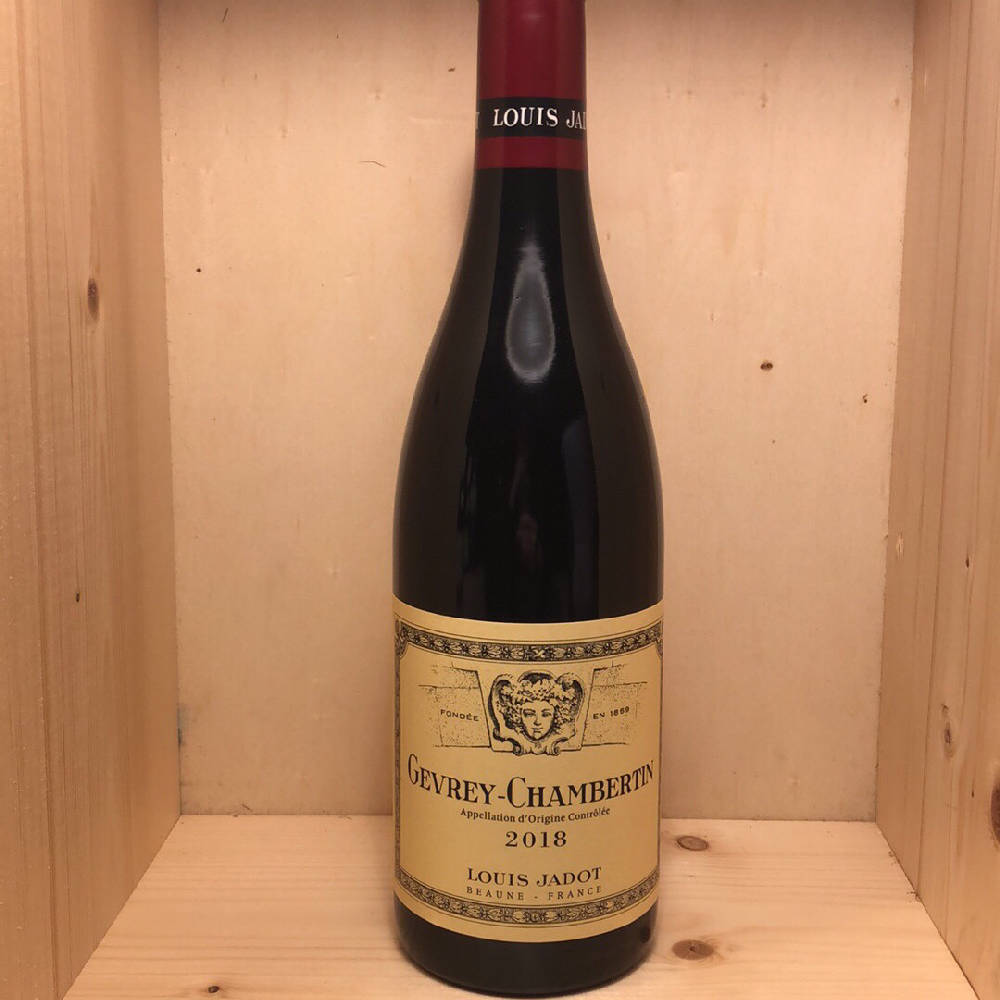 LOUIS JAD
FONDÉE EN 1859
GEVREY-CHAMBERTIN
Appellation d'Origine Contrôlée
2018
LOUIS JADOT
BEAUNE - FRANCE